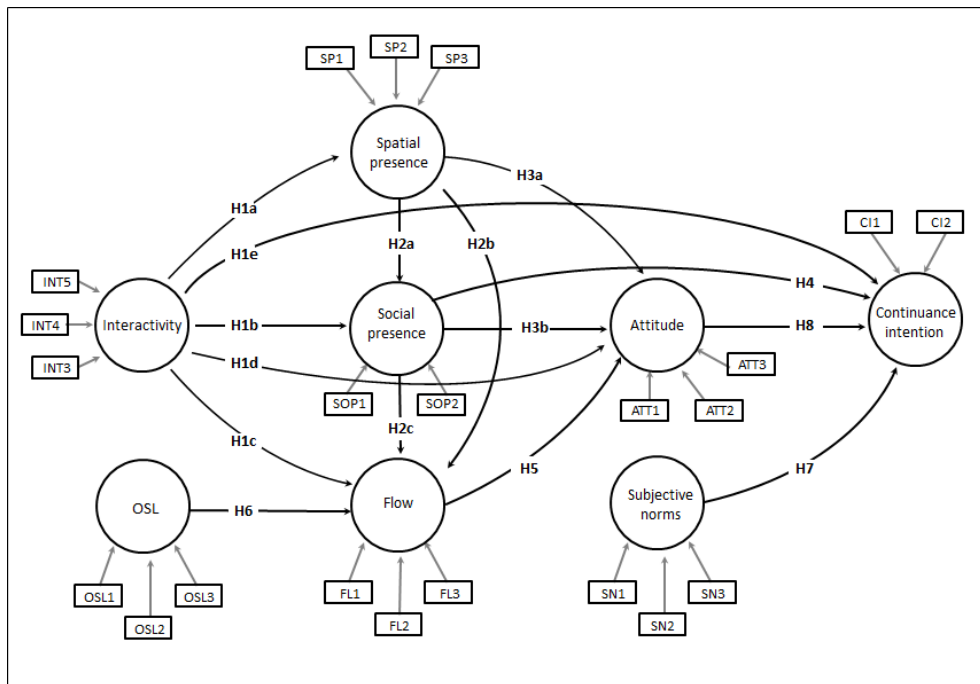 SP2
SP1
SP3
Spatial
presence
H3a
H1a
CI1
CI2
H2a
H2b
H1e
INT5
H4
INT4
Interactivity
H1b
Social
presence
H3b
Attitude
H8
Continuance
intention
INT3
H1d
ATT3
SOP1
SOP2
ATT1
ATT2
H2c
H1c
H5
H7
OSL
H6
Flow
Subjective
norms
OSL1
OSL3
OSL2
FL1
FL3
FL2
SN1
SN3
SN2